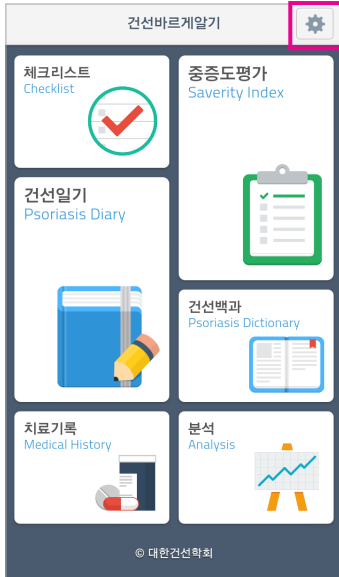 건선바르게알기
체크리스트
Checklist
중증도평가
Saverity Index
건선일기
Psoriasis Diary
건선백과
Psoriasis Dictionary
치료기록
Medical History
분석
Analysis
© 대한건선학회